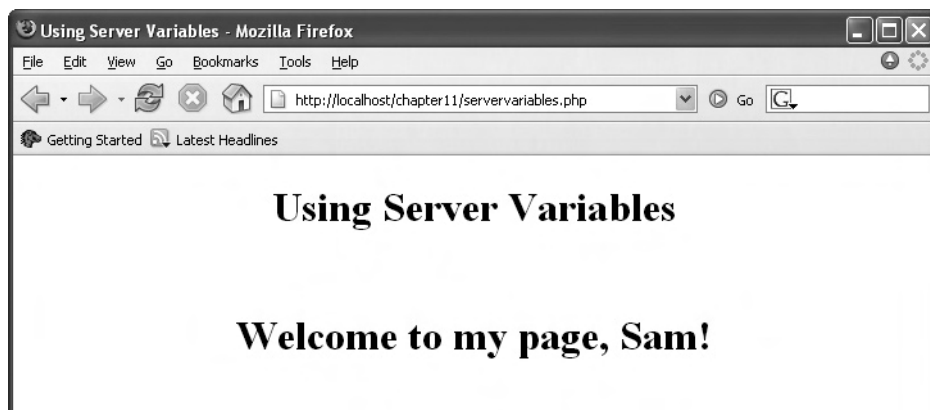 Using Server Variables - Mozilla Firefox
File Edit View Go Bookmarks Tools Help
http://localhost/chapter11/servervariables.php Go G
Getting Started Latest Headlines
Using Server Variables
Welcome to my page, Sam!